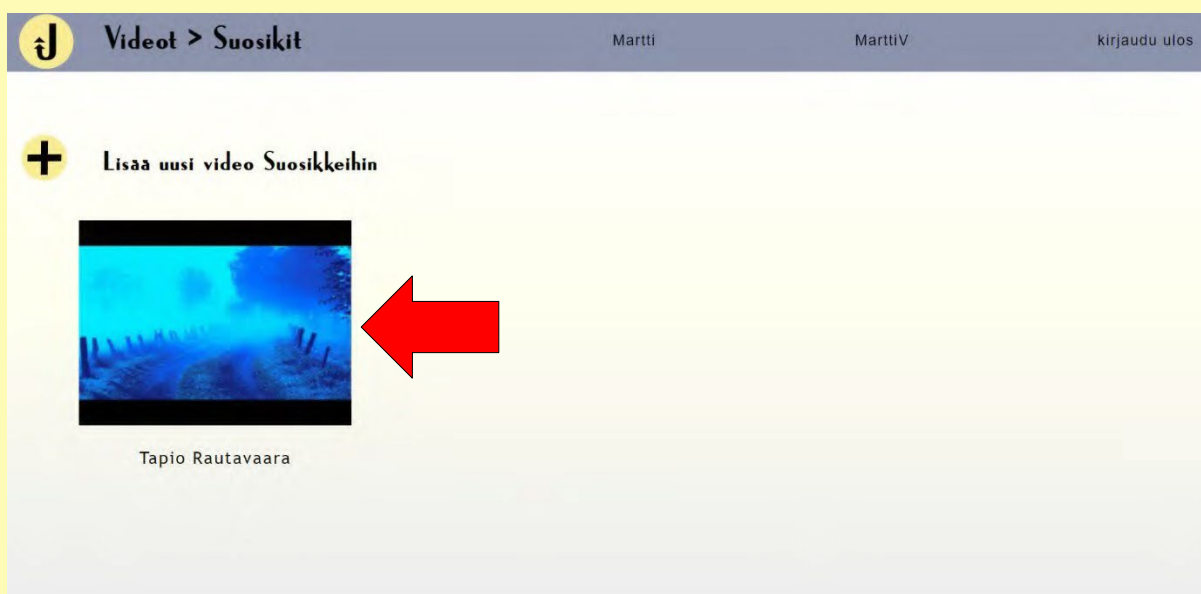 Videot > Suosikit Martti MarttiV kirjaudu ulos
Lisää uusi video Suosikkeihin
Tapio Rautavaara